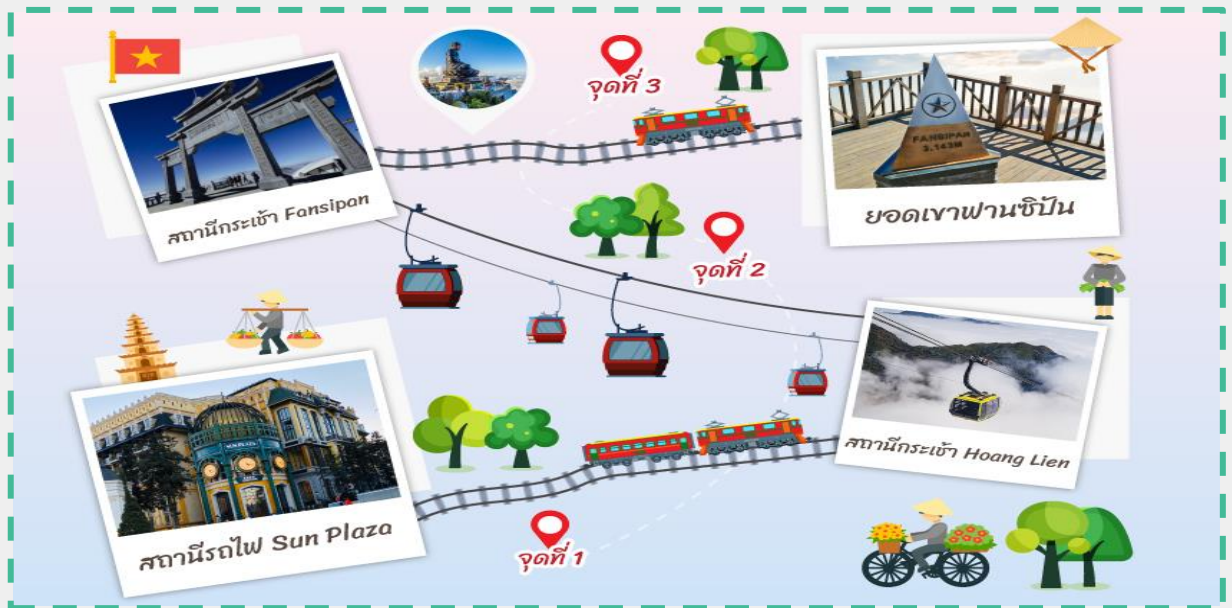 จุดที่ 3
FANSIPAN
3.143M
สถานีกระเช้า Fansipan
ยอดเขาฟานซิปัน
จุดที่ 2
สถานีกระเช้า Hoang Lien
สถานีรถไฟ Sun Plaza
จุดที่ 1